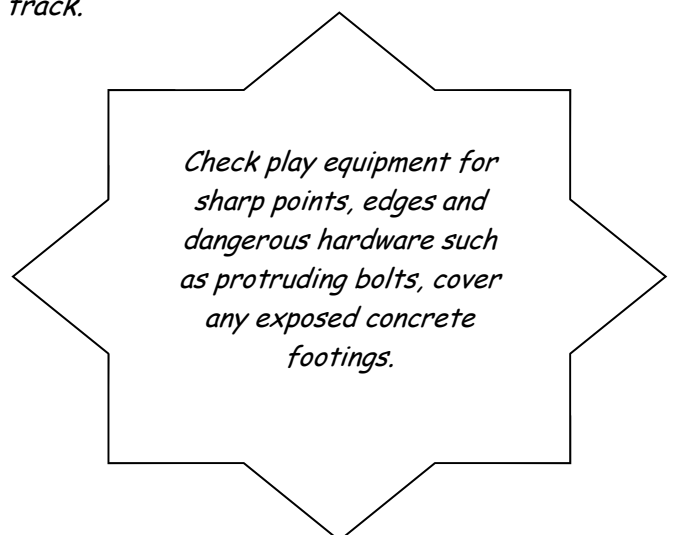 track.
Check play equipment for
sharp points, edges and
dangerous hardware such
as protruding bolts, cover
any exposed concrete
footings.